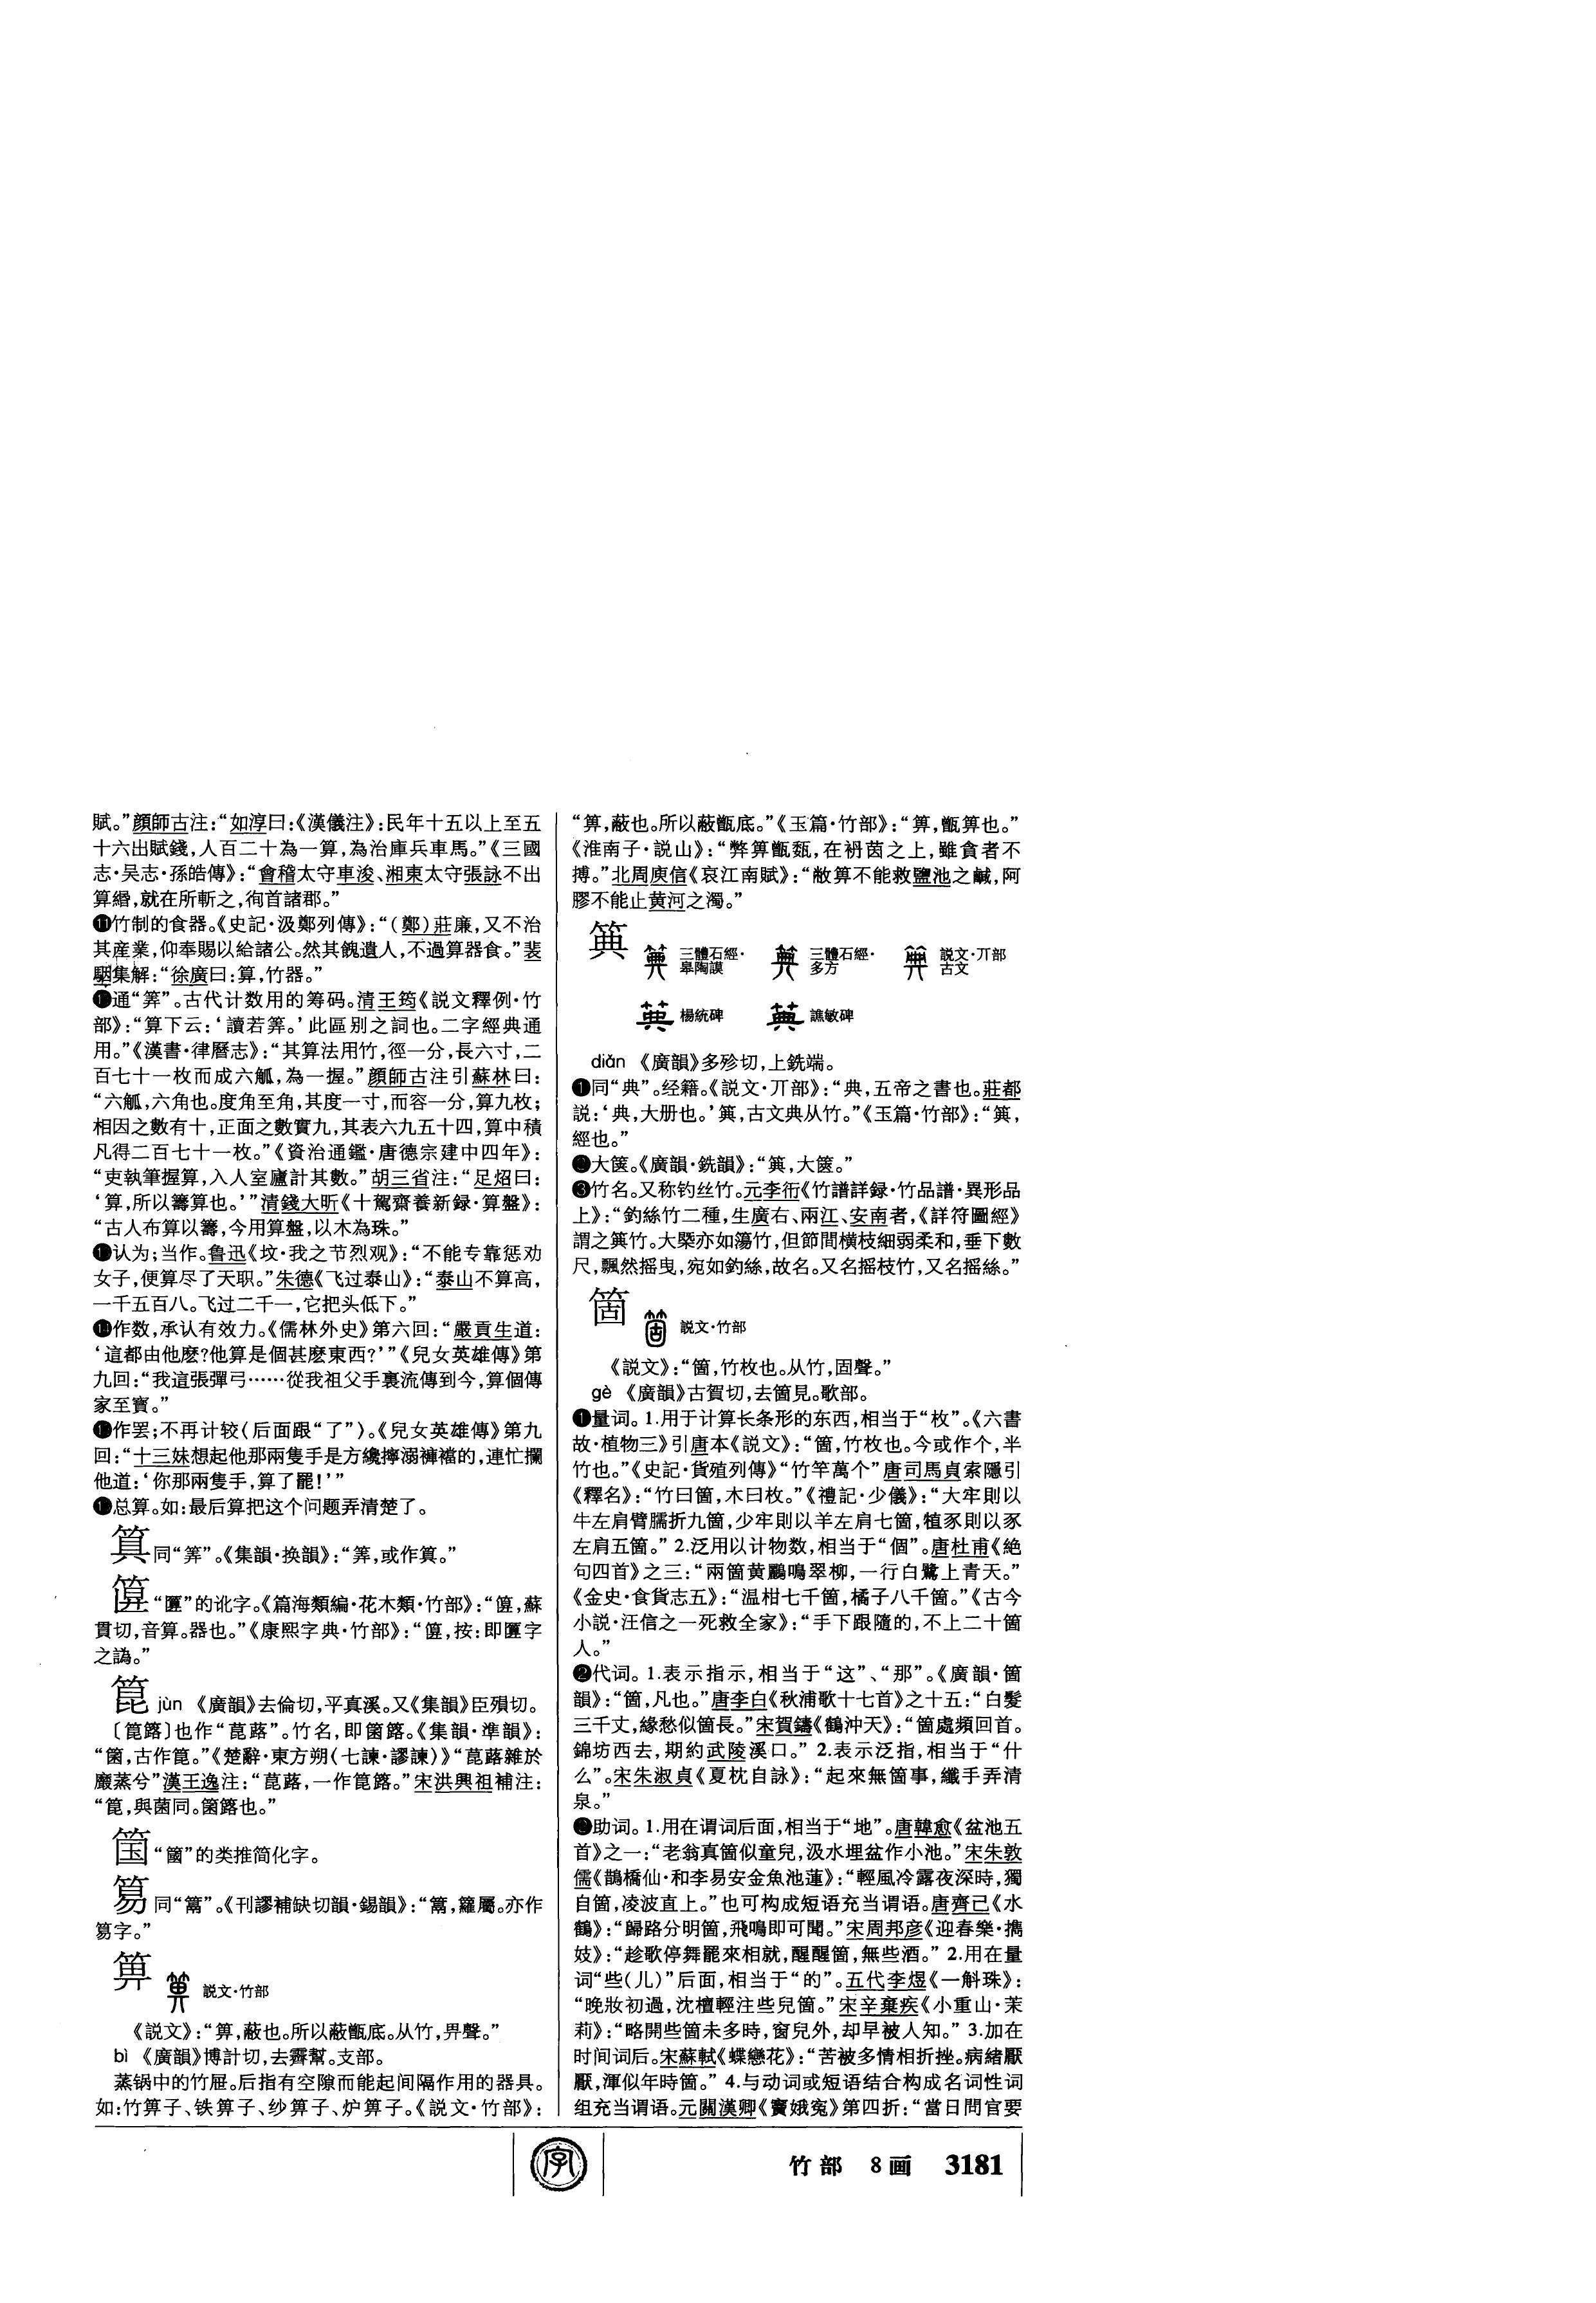 賦。”顔師古注：“如淳曰：《漢儀注》：民年十五以上至五
十六出賦錢，人百二十為一算，為治庫兵車馬。”《三國
志·吴志·孫皓傳》：“會稽太守車浚、湘東太守張詠不出
算緡，就在所斬之，徇首諸郡。”
⓫竹制的食器。《史記·汲鄭列傳》：“（鄭）莊廉，又不治
其産業，仰奉賜以給諸公。然其餽遺人，不過算器食。”裴
駰集解：“徐廣曰：算，竹器。”
通“筭”。古代计数用的筹码。清王筠《説文釋例·竹
部》：“算下云：‘讀若筭。’此區别之詞也。二字經典通
用。”《漢書·律曆志》：“其算法用竹，徑一分，長六寸，二
百七十一枚而成六觚，為一握。”顔師古注引蘇林曰：
“六觚，六角也。度角至角，其度一寸，而容一分，算九枚；
相因之數有十，正面之數實九，其表六九五十四，算中積
凡得二百七十一枚。”《資治通鑑·唐德宗建中四年》：
“吏執筆握算，入人室廬計其數。”胡三省注：“足炤曰：
‘算，所以籌算也。’”清錢大昕《十駕齋養新録·算盤》：
“古人布算以籌，今用算盤，以木為珠。”
认为；当作。鲁迅《坟·我之节烈观》：“不能专靠惩劝
女子，便算尽了天职。”朱德《飞过泰山》：“泰山不算高，
一千五百八。飞过二千一，它把头低下。”
⓮作数，承认有效力。《儒林外史》第六回：“嚴貢生道：
‘這都由他麽？他算是個甚麽東西？’”《兒女英雄傳》第
九回：“我這張彈弓……從我祖父手裏流傳到今，算個傳
家至寶。”
作罢；不再计较（后面跟“了”）。《兒女英雄傳》第九
回：“十三妹想起他那兩隻手是方纔擰溺褲襠的，連忙攔
他道：‘你那兩隻手，算了罷！’”
总算。如：最后算把这个问题弄清楚了。
䈂同“筭”。《集韻·换韻》：“筭，或作䈂。”
“匴”的讹字。《篇海類編·花木類·竹部》：“，蘇
貫切，音算。器也。”《康熙字典·竹部》：“，按：即匴字
之譌。”
箟 jùn 《廣韻》去倫切，平真溪。又《集韻》臣殞切。
〔箟簬〕也作“菎蕗”。竹名，即箘簬。《集韻·準韻》：
“箘，古作箟。”《楚辭·東方朔〈七諫·謬諫〉》“菎蕗雜於
黀蒸兮”漢王逸注：“菎蕗，一作箟簬。”宋洪興祖補注：
“箟，與菌同。箘簬也。”
“簂”的类推简化字。
同“䈊”。《刊謬補缺切韻·錫韻》：“，籮屬。亦作
字。”
箅 説文·竹部
《説文》：“箅，蔽也。所以蔽甑底。从竹，畀聲。”
bì 《廣韻》博計切，去霽幫。支部。
蒸锅中的竹屉。后指有空隙而能起间隔作用的器具。
如：竹箅子、铁箅子、纱箅子、炉箅子。《説文·竹部》：
“箅，蔽也。所以蔽甑底。”《玉篇·竹部》：“箅，甑箅也。”
《淮南子·説山》：“弊箅甑瓾，在袇茵之上，雖貪者不
搏。”北周庾信《哀江南賦》：“敝箅不能救鹽池之鹹，阿
膠不能止黄河之濁。”
箕 三體石經·皋陶謨 三體石經·多方 説文·丌部古文
楊統碑 譙敏碑
diǎn 《廣韻》多殄切，上銑端。
❶同“典”。经籍。《説文·丌部》：“典，五帝之書也。莊都
説：‘典，大册也。’䇦，古文典从竹。”《玉篇·竹部》：“䇦，
經也。”
❷大箧。《廣韻·銑韻》：“䇦，大箧。”
❸竹名。又称钓丝竹。元李衎《竹譜詳録·竹品譜·異形品
上》：“釣絲竹二種，生廣右、兩江、安南者，《詳符圖經》
謂之䇦竹。大槩亦如簜竹，但節間横枝細弱柔和，垂下數
尺，飄然摇曳，宛如釣絲，故名。又名摇枝竹，又名摇絲。”
箇 説文·竹部
《説文》：“箇，竹枚也。从竹，固聲。”
gè 《廣韻》古賀切，去箇見。歌部。
❶量词。1.用于计算长条形的东西，相当于“枚”。《六書
故·植物三》引唐本《説文》：“箇，竹枚也。今或作个，半
竹也。”《史記·貨殖列傳》“竹竿萬个”唐司馬貞索隱引
《釋名》：“竹曰箇，木曰枚。”《禮記·少儀》：“大牢則以
牛左肩臂臑折九箇，少牢則以羊左肩七箇，犆豕則以豕
左肩五箇。”2.泛用以计物数，相当于“個”。唐杜甫《絶
句四首》之三：“兩箇黄鸝鳴翠柳，一行白鷺上青天。”
《金史·食貨志五》：“温柑七千箇，橘子八千箇。”《古今
小説·汪信之一死救全家》：“手下跟隨的，不上二十箇
人。”
❷代词。1.表示指示，相当于“这”、“那”。《廣韻·箇
韻》：“箇，凡也。”唐李白《秋浦歌十七首》之十五：“白髮
三千丈，緣愁似箇長。”宋賀鑄《鶴沖天》：“箇處頻回首。
錦坊西去，期約武陵溪口。”2.表示泛指，相当于“什
么”。宋朱淑貞《夏枕自詠》：“起來無箇事，纖手弄清
泉。”
助词。1.用在谓词后面，相当于“地”。唐韓愈《盆池五
首》之一：“老翁真箇似童兒，汲水埋盆作小池。”宋朱敦
儒《鵲橋仙·和李易安金魚池蓮》：“輕風冷露夜深時，獨
自箇，凌波直上。”也可构成短语充当谓语。唐齊己《水
鶴》：“歸路分明箇，飛鳴即可聞。”宋周邦彦《迎春樂·攜
妓》：“趁歌停舞罷來相就，醒醒箇，無些酒。”2.用在量
词“些（儿）”后面，相当于“的”。五代李煜《一斛珠》：
“晚妝初過，沈檀輕注些兒箇。”宋辛棄疾《小重山·茉
莉》：“略開些箇未多時，窗兒外，却早被人知。”3.加在
时间词后。宋蘇軾《蝶戀花》：“苦被多情相折挫。病緒厭
厭，渾似年時箇。”4.与动词或短语结合构成名词性词
组充当谓语。元關漢卿《竇娥寃》第四折：“當日問官要
字
竹部 8画 3181